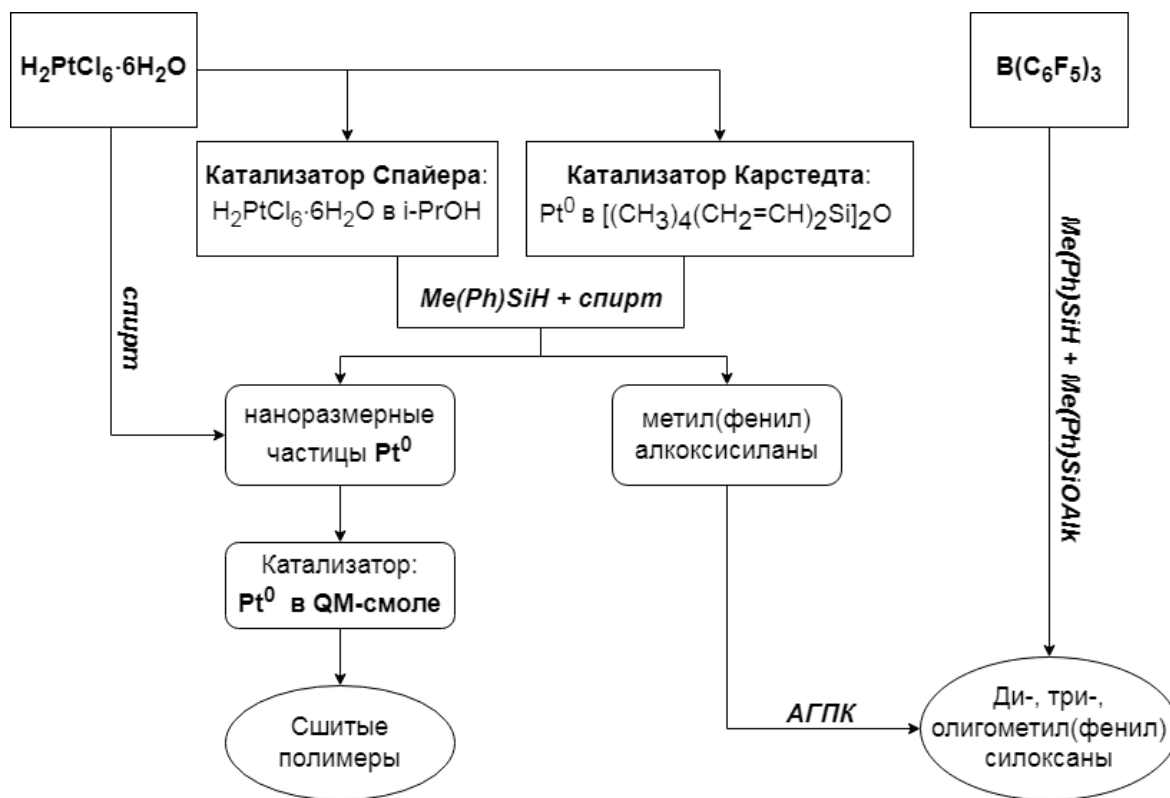 H₂PtCl₆·6H₂O
B(C₆F₅)₃
Катализатор Спайера:
H₂PtCl₆·6H₂O в i-PrOH
Катализатор Карстедта:
Pt⁰ в [(CH₃)₄(CH₂=CH)₂Si]₂O
спирт
Me(Ph)SiH + спирт
Me(Ph)SiH + Me(Ph)SiOAlk
наноразмерные
частицы Pt⁰
метил(фенил)
алкоксисиланы
Катализатор:
Pt⁰ в QM-смоле
АГПК
Сшитые
полимеры
Ди-, три-,
олигометил(фенил)
силоксаны